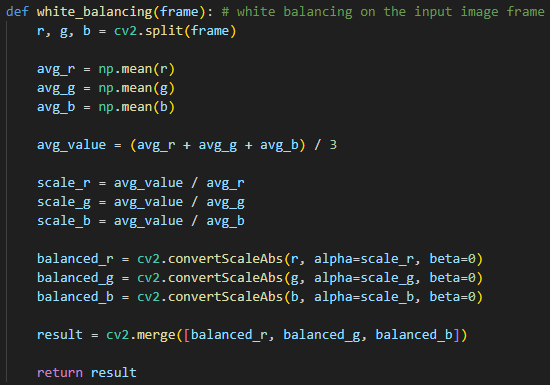 def white_balancing(frame): # white balancing on the input image frame
    r, g, b = cv2.split(frame)

    avg_r = np.mean(r)
    avg_g = np.mean(g)
    avg_b = np.mean(b)

    avg_value = (avg_r + avg_g + avg_b) / 3

    scale_r = avg_value / avg_r
    scale_g = avg_value / avg_g
    scale_b = avg_value / avg_b

    balanced_r = cv2.convertScaleAbs(r, alpha=scale_r, beta=0)
    balanced_g = cv2.convertScaleAbs(g, alpha=scale_g, beta=0)
    balanced_b = cv2.convertScaleAbs(b, alpha=scale_b, beta=0)

    result = cv2.merge([balanced_r, balanced_g, balanced_b])

    return result